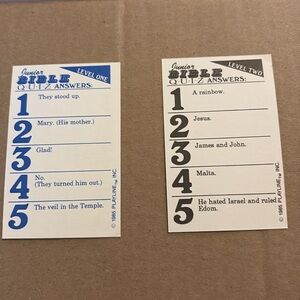 Junior
BIBLE
QUIZ ANSWERS:
LEVEL ONE
1 They stood up.
2 Mary. (His mother.)
3 Glad!
4 No.
(They turned him out.)
5 The veil in the Temple.
© 1985 PLAYLINE™ INC.
Junior
BIBLE
QUIZ ANSWERS:
LEVEL TWO
1 A rainbow.
2 Jesus.
3 James and John.
4 Malta.
5 He hated Israel and ruled
Edom.
© 1985 PLAYLINE™ INC.